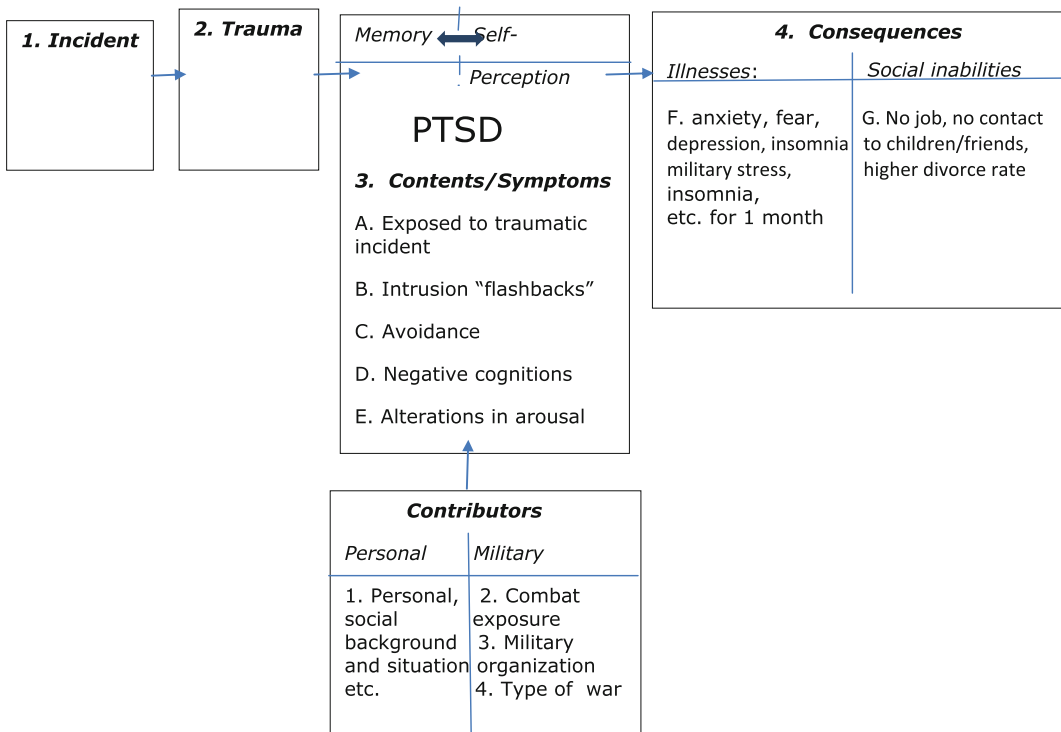 1. Incident
2. Trauma
Memory Self-
Perception
PTSD
3. Contents/Symptoms
A. Exposed to traumatic
incident
B. Intrusion “flashbacks”
C. Avoidance
D. Negative cognitions
E. Alterations in arousal
4. Consequences
Illnesses:
F. anxiety, fear,
depression, insomnia
military stress,
insomnia,
etc. for 1 month
Social inabilities
G. No job, no contact
to children/friends,
higher divorce rate
Contributors
Personal
1. Personal,
social
background
and situation
etc.
Military
2. Combat
exposure
3. Military
organization
4. Type of war